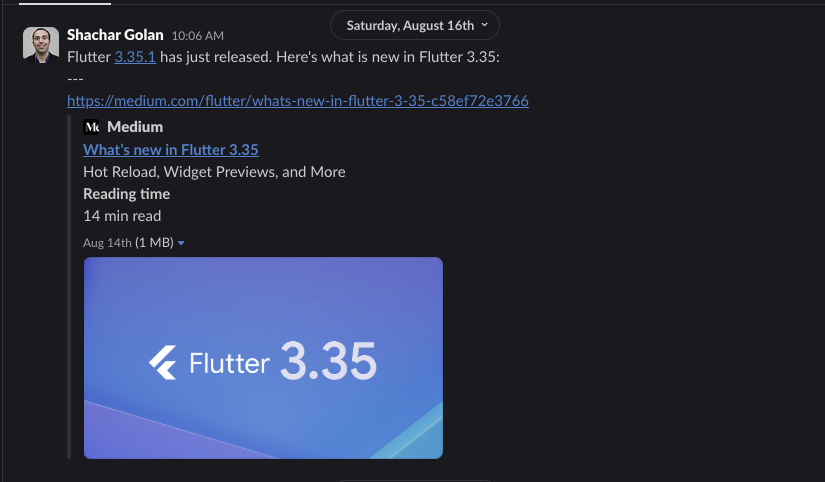 Saturday, August 16th
Shachar Golan 10:06 AM
Flutter 3.35.1 has just released. Here's what is new in Flutter 3.35:
---
https://medium.com/flutter/whats-new-in-flutter-3-35-c58ef72e3766
Medium
What's new in Flutter 3.35
Hot Reload, Widget Previews, and More
Reading time
14 min read
Aug 14th (1 MB)
Flutter 3.35